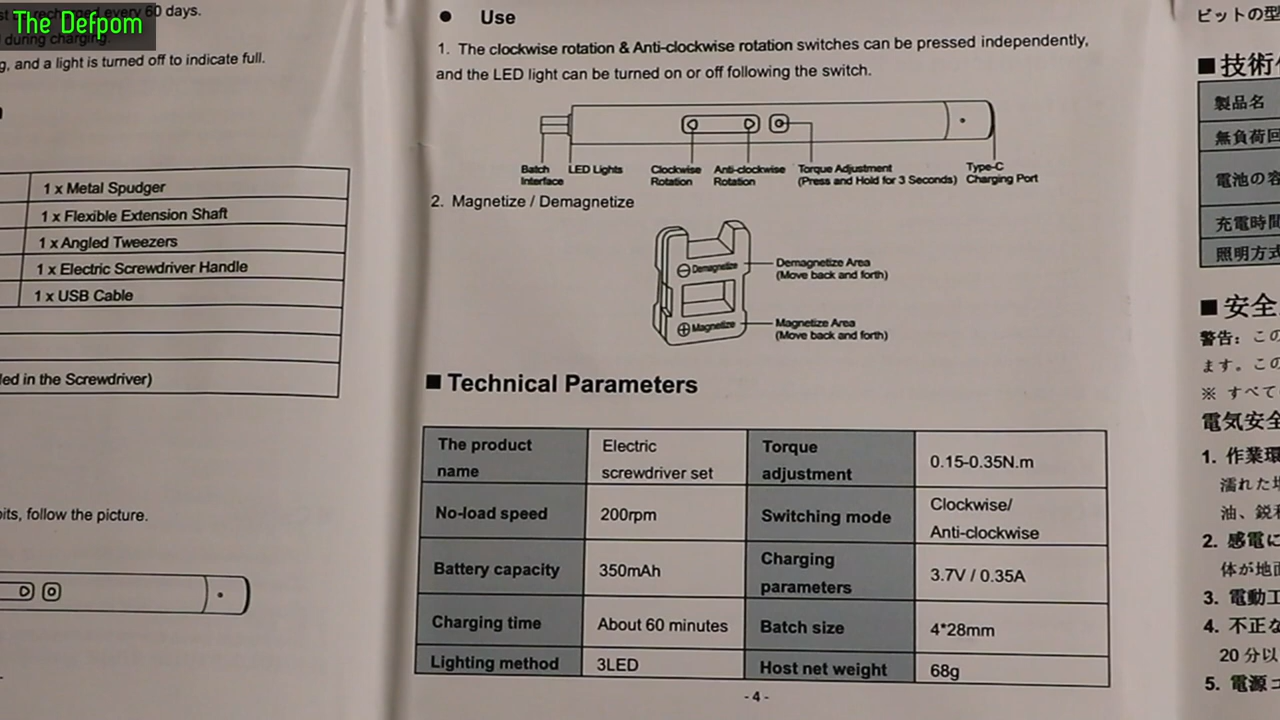 The Defpom
every 60 days.
during charging.
g, and a light is turned off to indicate full.
1 x Metal Spudger
1 x Flexible Extension Shaft
1 x Angled Tweezers
1 x Electric Screwdriver Handle
1 x USB Cable
led in the Screwdriver)
bits, follow the picture.
● Use
1. The clockwise rotation & Anti-clockwise rotation switches can be pressed independently,
and the LED light can be turned on or off following the switch.
Batch
Interface
LED Lights
Clockwise
Rotation
Anti-clockwise
Rotation
Torque Adjustment
(Press and Hold for 3 Seconds)
Type-C
Charging Port
2. Magnetize / Demagnetize
Demagnetize
Magnetize
Demagnetize Area
(Move back and forth)
Magnetize Area
(Move back and forth)
■ Technical Parameters
The product
name
Electric
screwdriver set
Torque
adjustment
0.15-0.35N.m
No-load speed
200rpm
Switching mode
Clockwise/
Anti-clockwise
Battery capacity
350mAh
Charging
parameters
3.7V / 0.35A
Charging time
About 60 minutes
Batch size
4*28mm
Lighting method
3LED
Host net weight
68g
- 4 -
ビットの型
■ 技術
製品名
無負荷回
電池の容
充電時間
照明方式
■ 安全
警告: この
ます。この
※ すべて
電気安全
1. 作業環
濡れた場
油、鋭利
2. 感電に
体が地面
3. 電動工
4. 不正な
20 分以
5. 電源コ